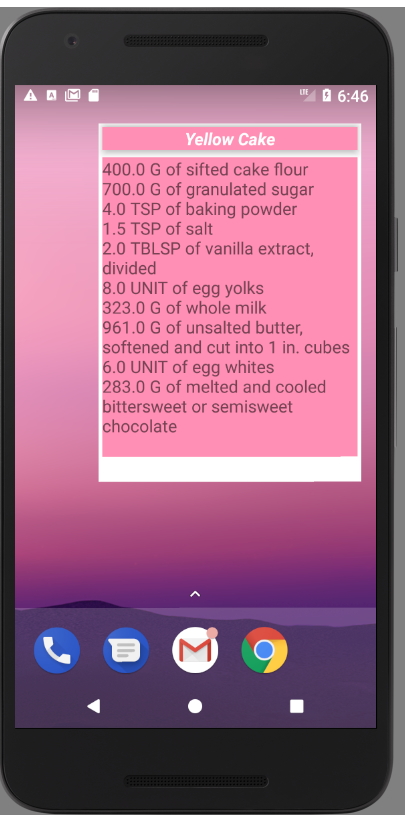 LTE 6:46
Yellow Cake
400.0 G of sifted cake flour
700.0 G of granulated sugar
4.0 TSP of baking powder
1.5 TSP of salt
2.0 TBLSP of vanilla extract,
divided
8.0 UNIT of egg yolks
323.0 G of whole milk
961.0 G of unsalted butter,
softened and cut into 1 in. cubes
6.0 UNIT of egg whites
283.0 G of melted and cooled
bittersweet or semisweet
chocolate